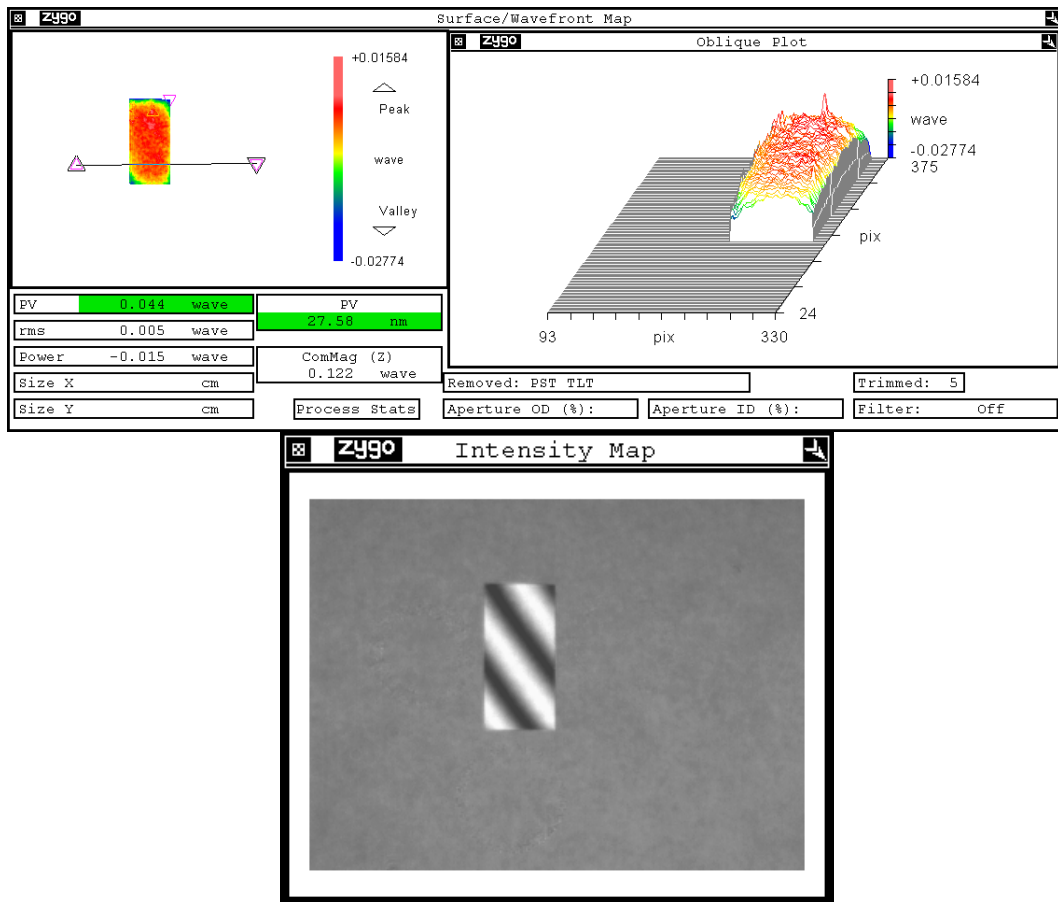 zygo Surface/Wavefront Map
+0.01584
Peak
wave
Valley
-0.02774
zygo Oblique Plot
+0.01584
wave
-0.02774
375
pix
24
93 pix 330
PV 0.044 wave
rms 0.005 wave
Power -0.015 wave
Size X cm
Size Y cm
PV
27.58 nm
ComMag (Z)
0.122 wave
Process Stats
Removed: PST TLT
Trimmed: 5
Aperture OD (%):
Aperture ID (%):
Filter: Off
zygo Intensity Map